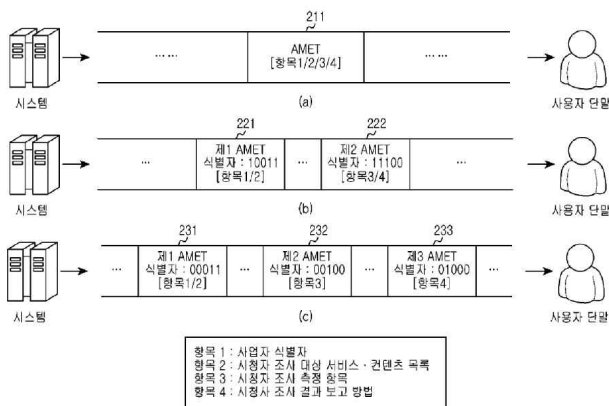 211
AMET
[항목1/2/3/4]
…… ……
시스템 사용자 단말
(a)
221 222
제1 AMET 제2 AMET
… 식별자 : 10011 … 식별자 : 11100 …
[항목1/2] [항목3/4]
시스템 사용자 단말
(b)
231 232 233
제1 AMET 제2 AMET 제3 AMET
… 식별자 : 00011 … 식별자 : 00100 … 식별자 : 01000 …
[항목1/2] [항목3] [항목4]
시스템 사용자 단말
(c)
항목 1 : 사업자 식별자
항목 2 : 시청자 조사 대상 서비스·컨텐츠 목록
항목 3 : 시청자 조사 측정 항목
항목 4 : 시청사 조사 결과 보고 방법